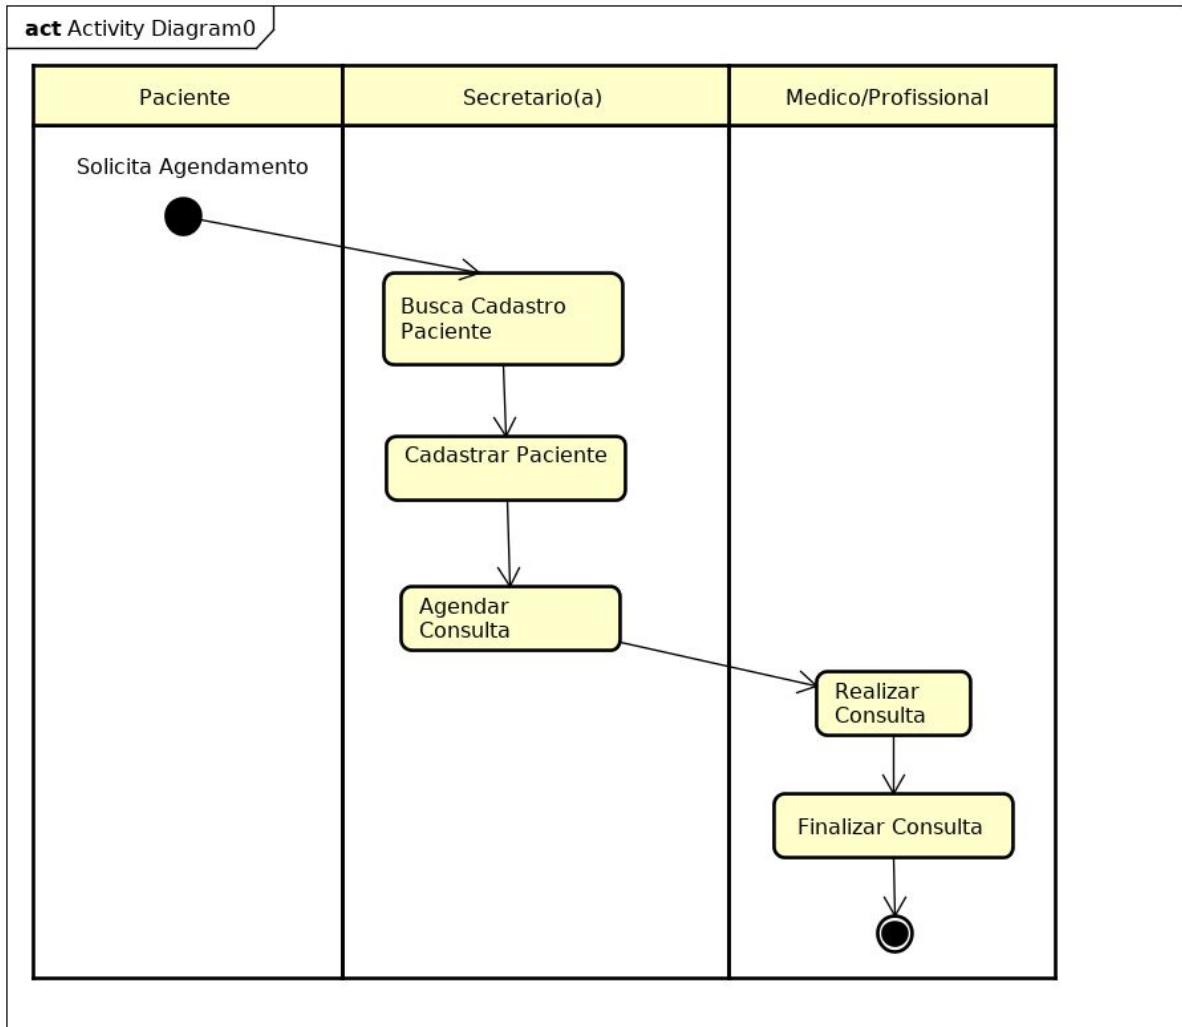 act Activity Diagram0
Paciente
Secretario(a)
Medico/Profissional
Solicita Agendamento
Busca Cadastro
Paciente
Cadastrar Paciente
Agendar
Consulta
Realizar
Consulta
Finalizar Consulta